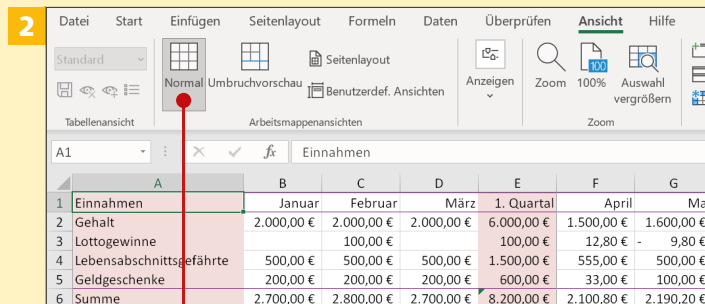 2
Datei Start Einfügen Seitenlayout Formeln Daten Überprüfen Ansicht Hilfe
Standard
Normal Umbruchvorschau Seitenlayout Benutzerdef. Ansichten
Anzeigen Zoom 100% Auswahl vergrößern
100
Tabellenansicht Arbeitsmappenansichten Zoom
A1 fx Einnahmen
A B C D E F G
1 Einnahmen Januar Februar März 1. Quartal April Ma
2 Gehalt 2.000,00 € 2.000,00 € 2.000,00 € 6.000,00 € 1.500,00 € 1.600,00 €
3 Lottogewinne 100,00 € 100,00 € 12,80 € - 9,80 €
4 Lebensabschnittsgefährte 500,00 € 500,00 € 500,00 € 1.500,00 € 555,00 € 500,00 €
5 Geldgeschenke 200,00 € 200,00 € 200,00 € 600,00 € 33,00 € 100,00 €
6 Summe 2.700,00 € 2.800,00 € 2.700,00 € 8.200,00 € 2.100,80 € 2.190,20 €